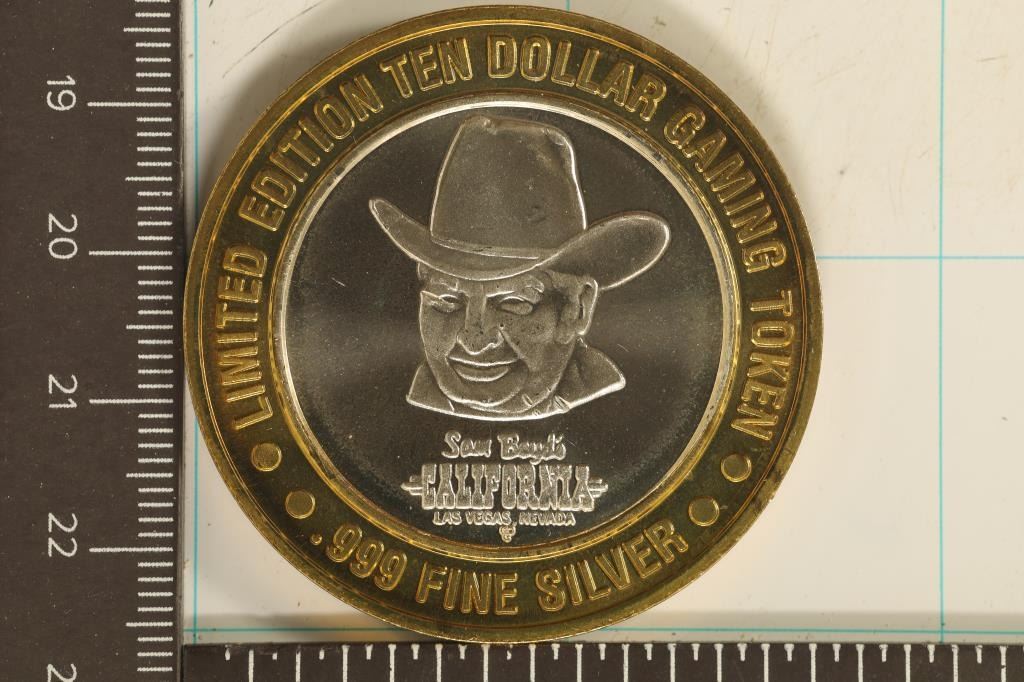 LIMITED EDITION TEN DOLLAR GAMING TOKEN
Sam Boyd's
CALIFORNIA
LAS VEGAS, NEVADA
.999 FINE SILVER
19
20
21
22
2